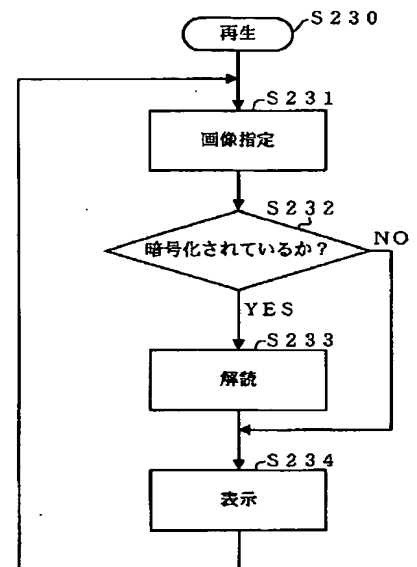 再生
S230
S231
画像指定
S232
暗号化されているか？
NO
YES
S233
解読
S234
表示